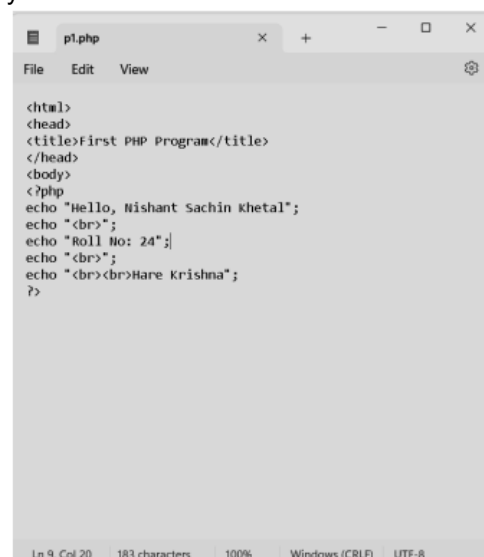 y
p1.php
File Edit View
<html>
<head>
<title>First PHP Program</title>
</head>
<body>
<?php
echo "Hello, Nishant Sachin Khetal";
echo "<br>";
echo "Roll No: 24";
echo "<br>";
echo "<br><br>Hare Krishna";
?>
Ln 9, Col 20 183 characters 100% Windows (CRLF) UTF-8